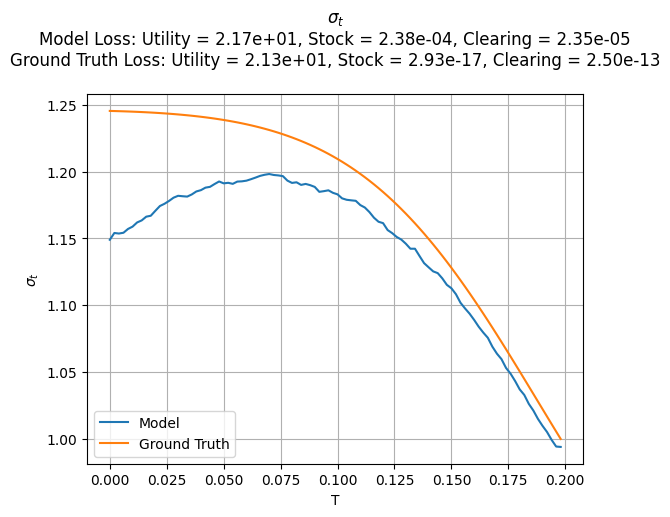 σₜ
Model Loss: Utility = 2.17e+01, Stock = 2.38e-04, Clearing = 2.35e-05
Ground Truth Loss: Utility = 2.13e+01, Stock = 2.93e-17, Clearing = 2.50e-13
1.25
1.20
1.15
1.10
1.05
1.00
σₜ
Model
Ground Truth
0.000 0.025 0.050 0.075 0.100 0.125 0.150 0.175 0.200
T